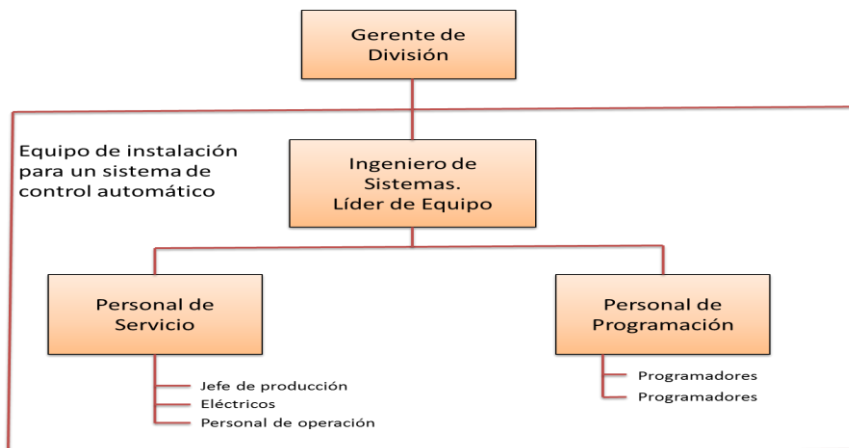 Gerente de
División
Equipo de instalación
para un sistema de
control automático
Ingeniero de
Sistemas.
Líder de Equipo
Personal de
Servicio
Jefe de producción
Eléctricos
Personal de operación
Personal de
Programación
Programadores
Programadores